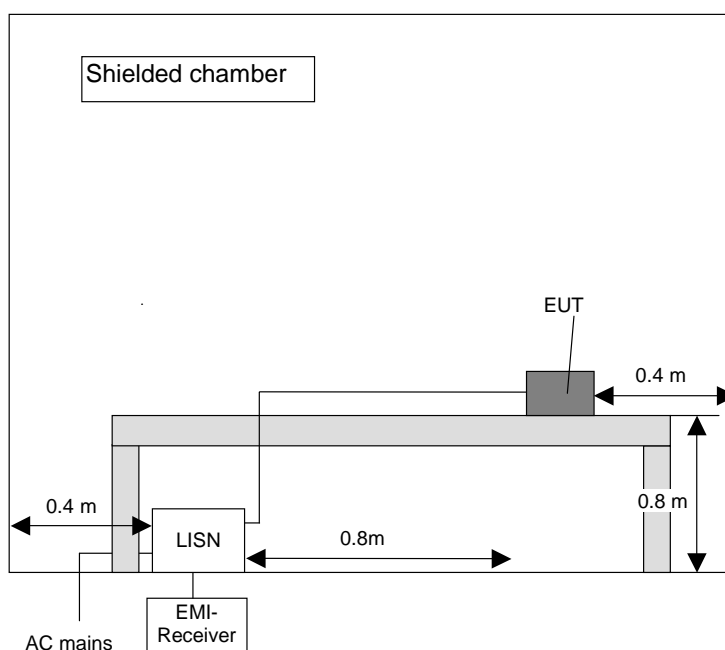 Shielded chamber
EUT
0.4 m
0.4 m
0.8 m
LISN
0.8m
EMI-
Receiver
AC mains